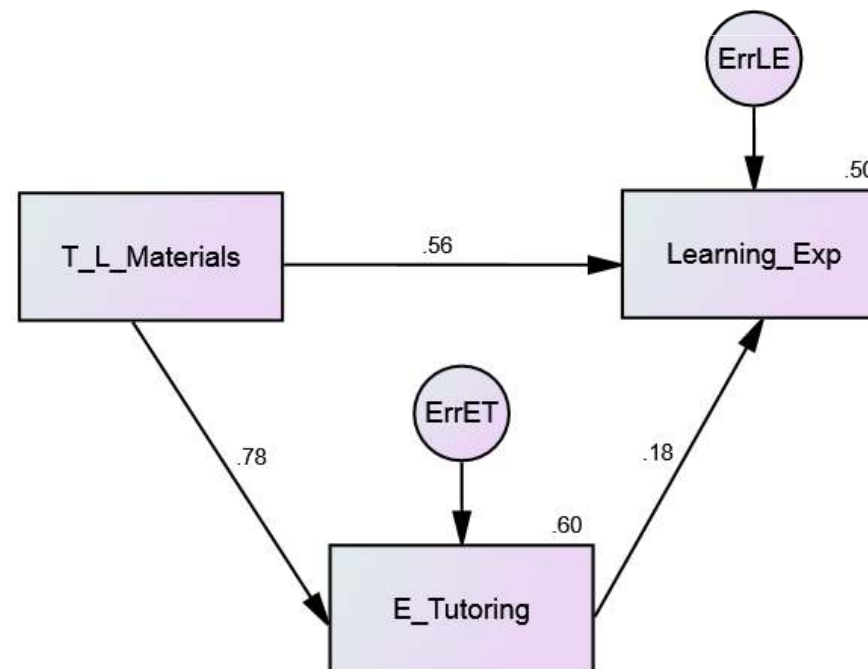 ErrLE
.50
T_L_Materials
.56
Learning_Exp
ErrET
.78
.18
.60
E_Tutoring